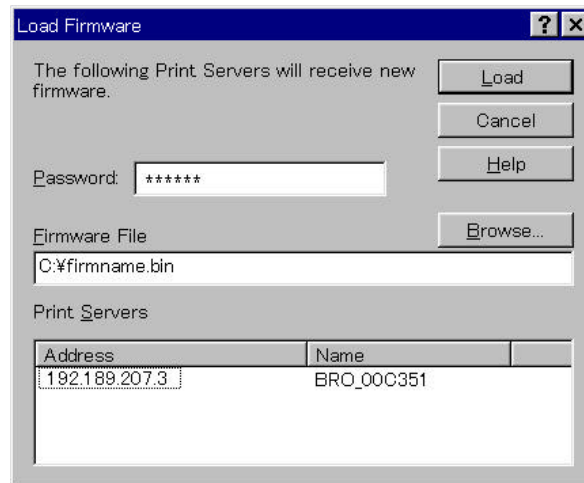 Load Firmware
The following Print Servers will receive new
firmware.
Load
Cancel
Help
Password: ******
Firmware File
Browse...
C:¥firmname.bin
Print Servers
Address Name
192.189.207.3 BRO_00C351